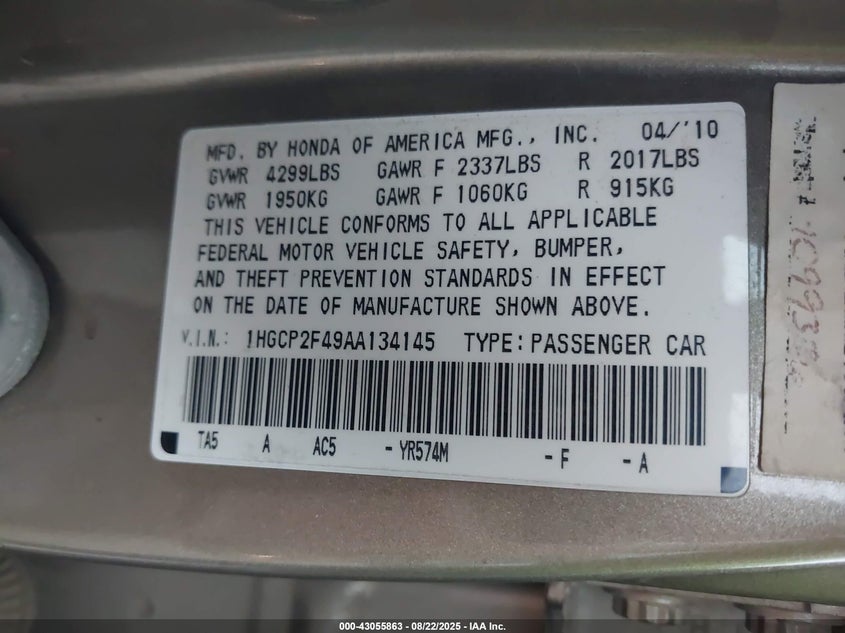 MFD. BY HONDA OF AMERICA MFG., INC. 04/'10
GVWR 4299LBS GAWR F 2337LBS R 2017LBS
GVWR 1950KG GAWR F 1060KG R 915KG
THIS VEHICLE CONFORMS TO ALL APPLICABLE
FEDERAL MOTOR VEHICLE SAFETY, BUMPER,
AND THEFT PREVENTION STANDARDS IN EFFECT
ON THE DATE OF MANUFACTURE SHOWN ABOVE.
V.I.N.: 1HGCP2F49AA134145 TYPE: PASSENGER CAR
TA5 A AC5 -YR574M -F -A
000-43055863 - 08/22/2025 - IAA Inc.